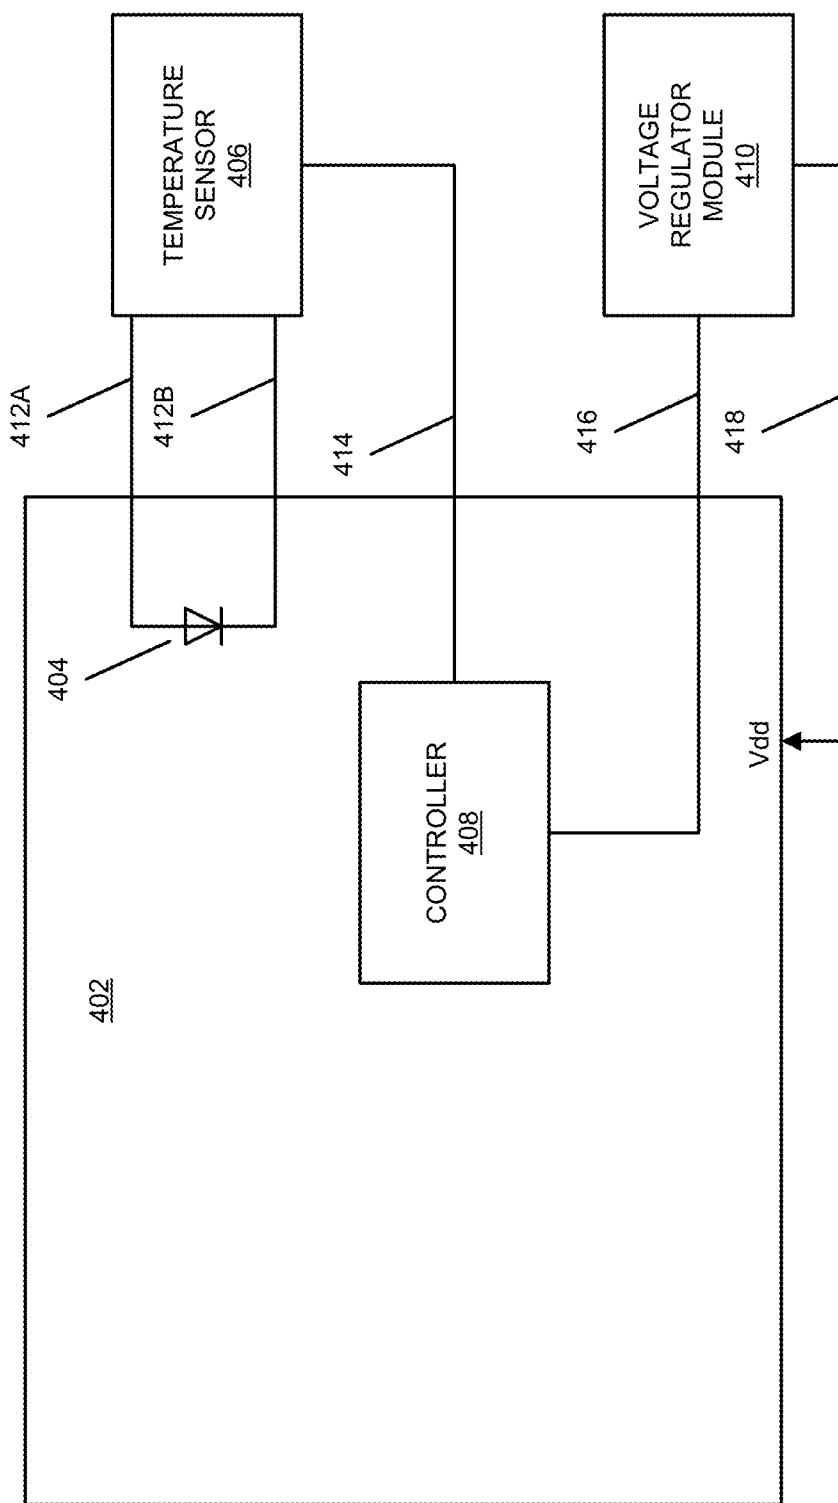 402
404
CONTROLLER
408
Vdd
412A
412B
414
416
418
TEMPERATURE
SENSOR
406
VOLTAGE
REGULATOR
MODULE
410